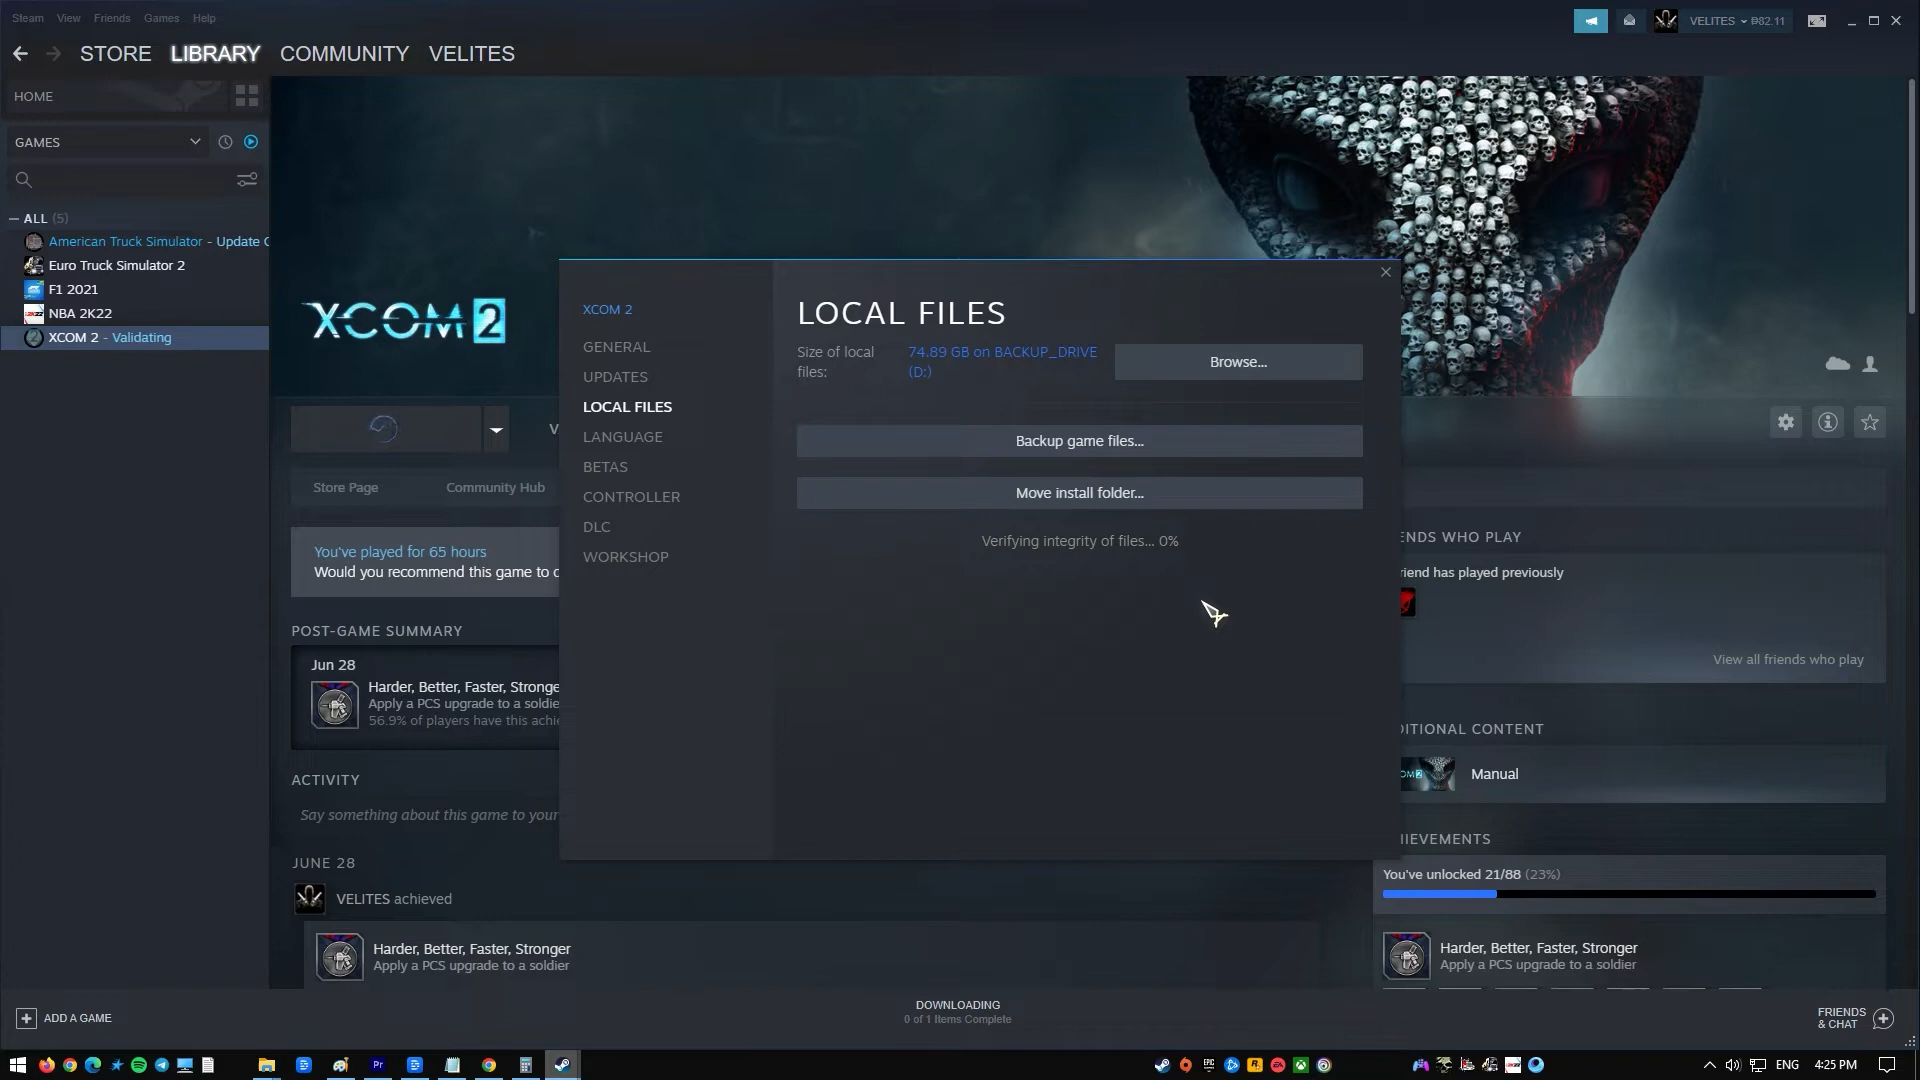 Steam View Friends Games Help
VELITES ₱82.11
STORE LIBRARY COMMUNITY VELITES
HOME
GAMES
ALL (5)
American Truck Simulator - Update
Euro Truck Simulator 2
F1 2021
NBA 2K22
XCOM 2 - Validating
XCOM 2
XCOM 2
GENERAL
UPDATES
LOCAL FILES
LANGUAGE
BETAS
CONTROLLER
DLC
WORKSHOP
LOCAL FILES
Size of local files:
74.89 GB on BACKUP_DRIVE
(D:)
Browse...
Backup game files...
Move install folder...
Verifying integrity of files... 0%
Store Page Community Hub
You've played for 65 hours
Would you recommend this game to
POST-GAME SUMMARY
Jun 28
Harder, Better, Faster, Stronge
Apply a PCS upgrade to a soldie
56.9% of players have this achi
ACTIVITY
Say something about this game to your
JUNE 28
VELITES achieved
Harder, Better, Faster, Stronger
Apply a PCS upgrade to a soldier
ENDS WHO PLAY
riend has played previously
View all friends who play
DITIONAL CONTENT
Manual
HIEVEMENTS
You've unlocked 21/88 (23%)
Harder, Better, Faster, Stronger
Apply a PCS upgrade to a soldier
ADD A GAME
DOWNLOADING
0 of 1 Items Complete
FRIENDS
& CHAT
ENG 4:25 PM